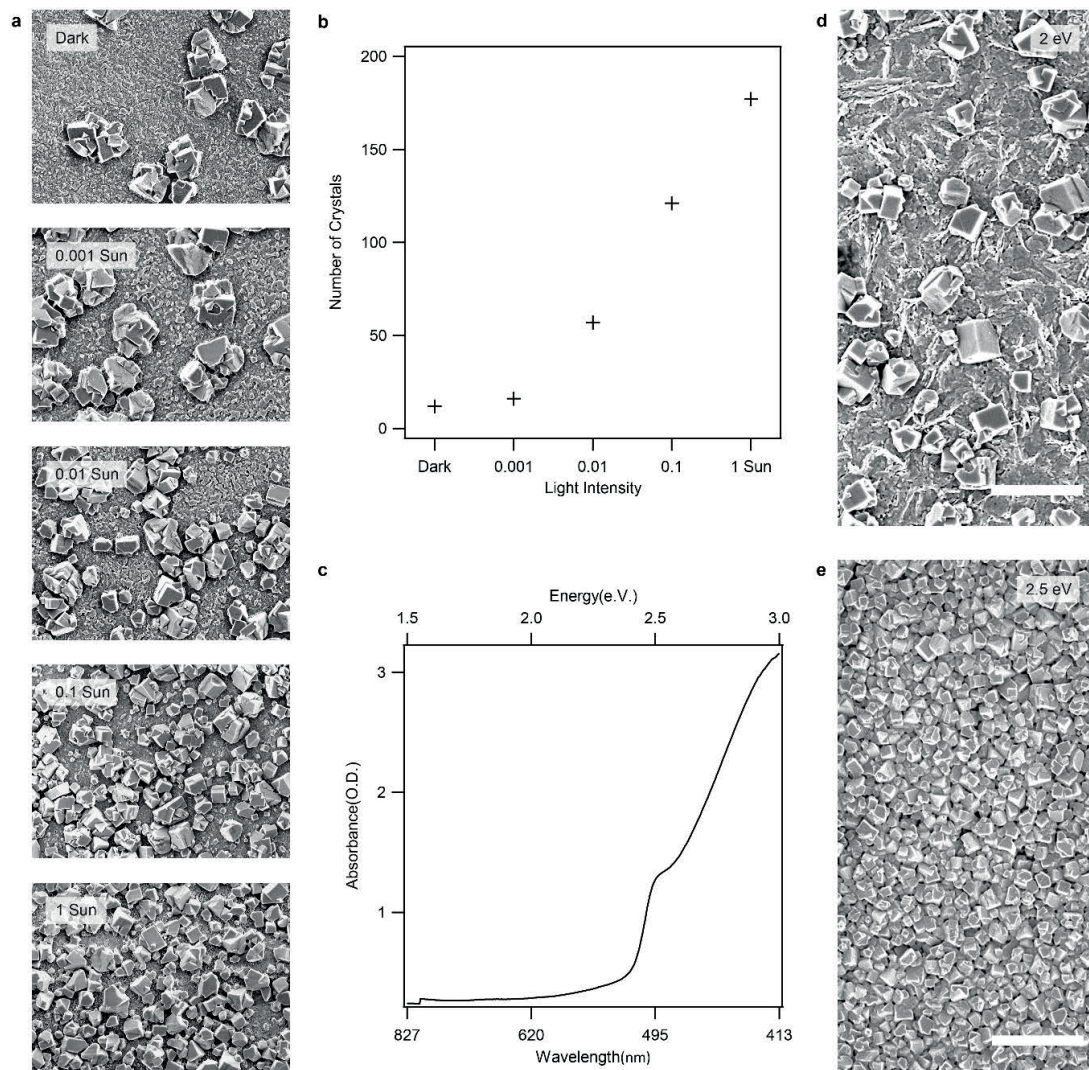 a
Dark
0.001 Sun
0.01 Sun
0.1 Sun
1 Sun
b
200
150
100
50
0
Number of Crystals
Dark 0.001 0.01 0.1 1 Sun
Light Intensity
c
Energy(e.V.)
1.5 2.0 2.5 3.0
3
2
1
Absorbance(O.D.)
827 620 495 413
Wavelength(nm)
d
2 eV
e
2.5 eV